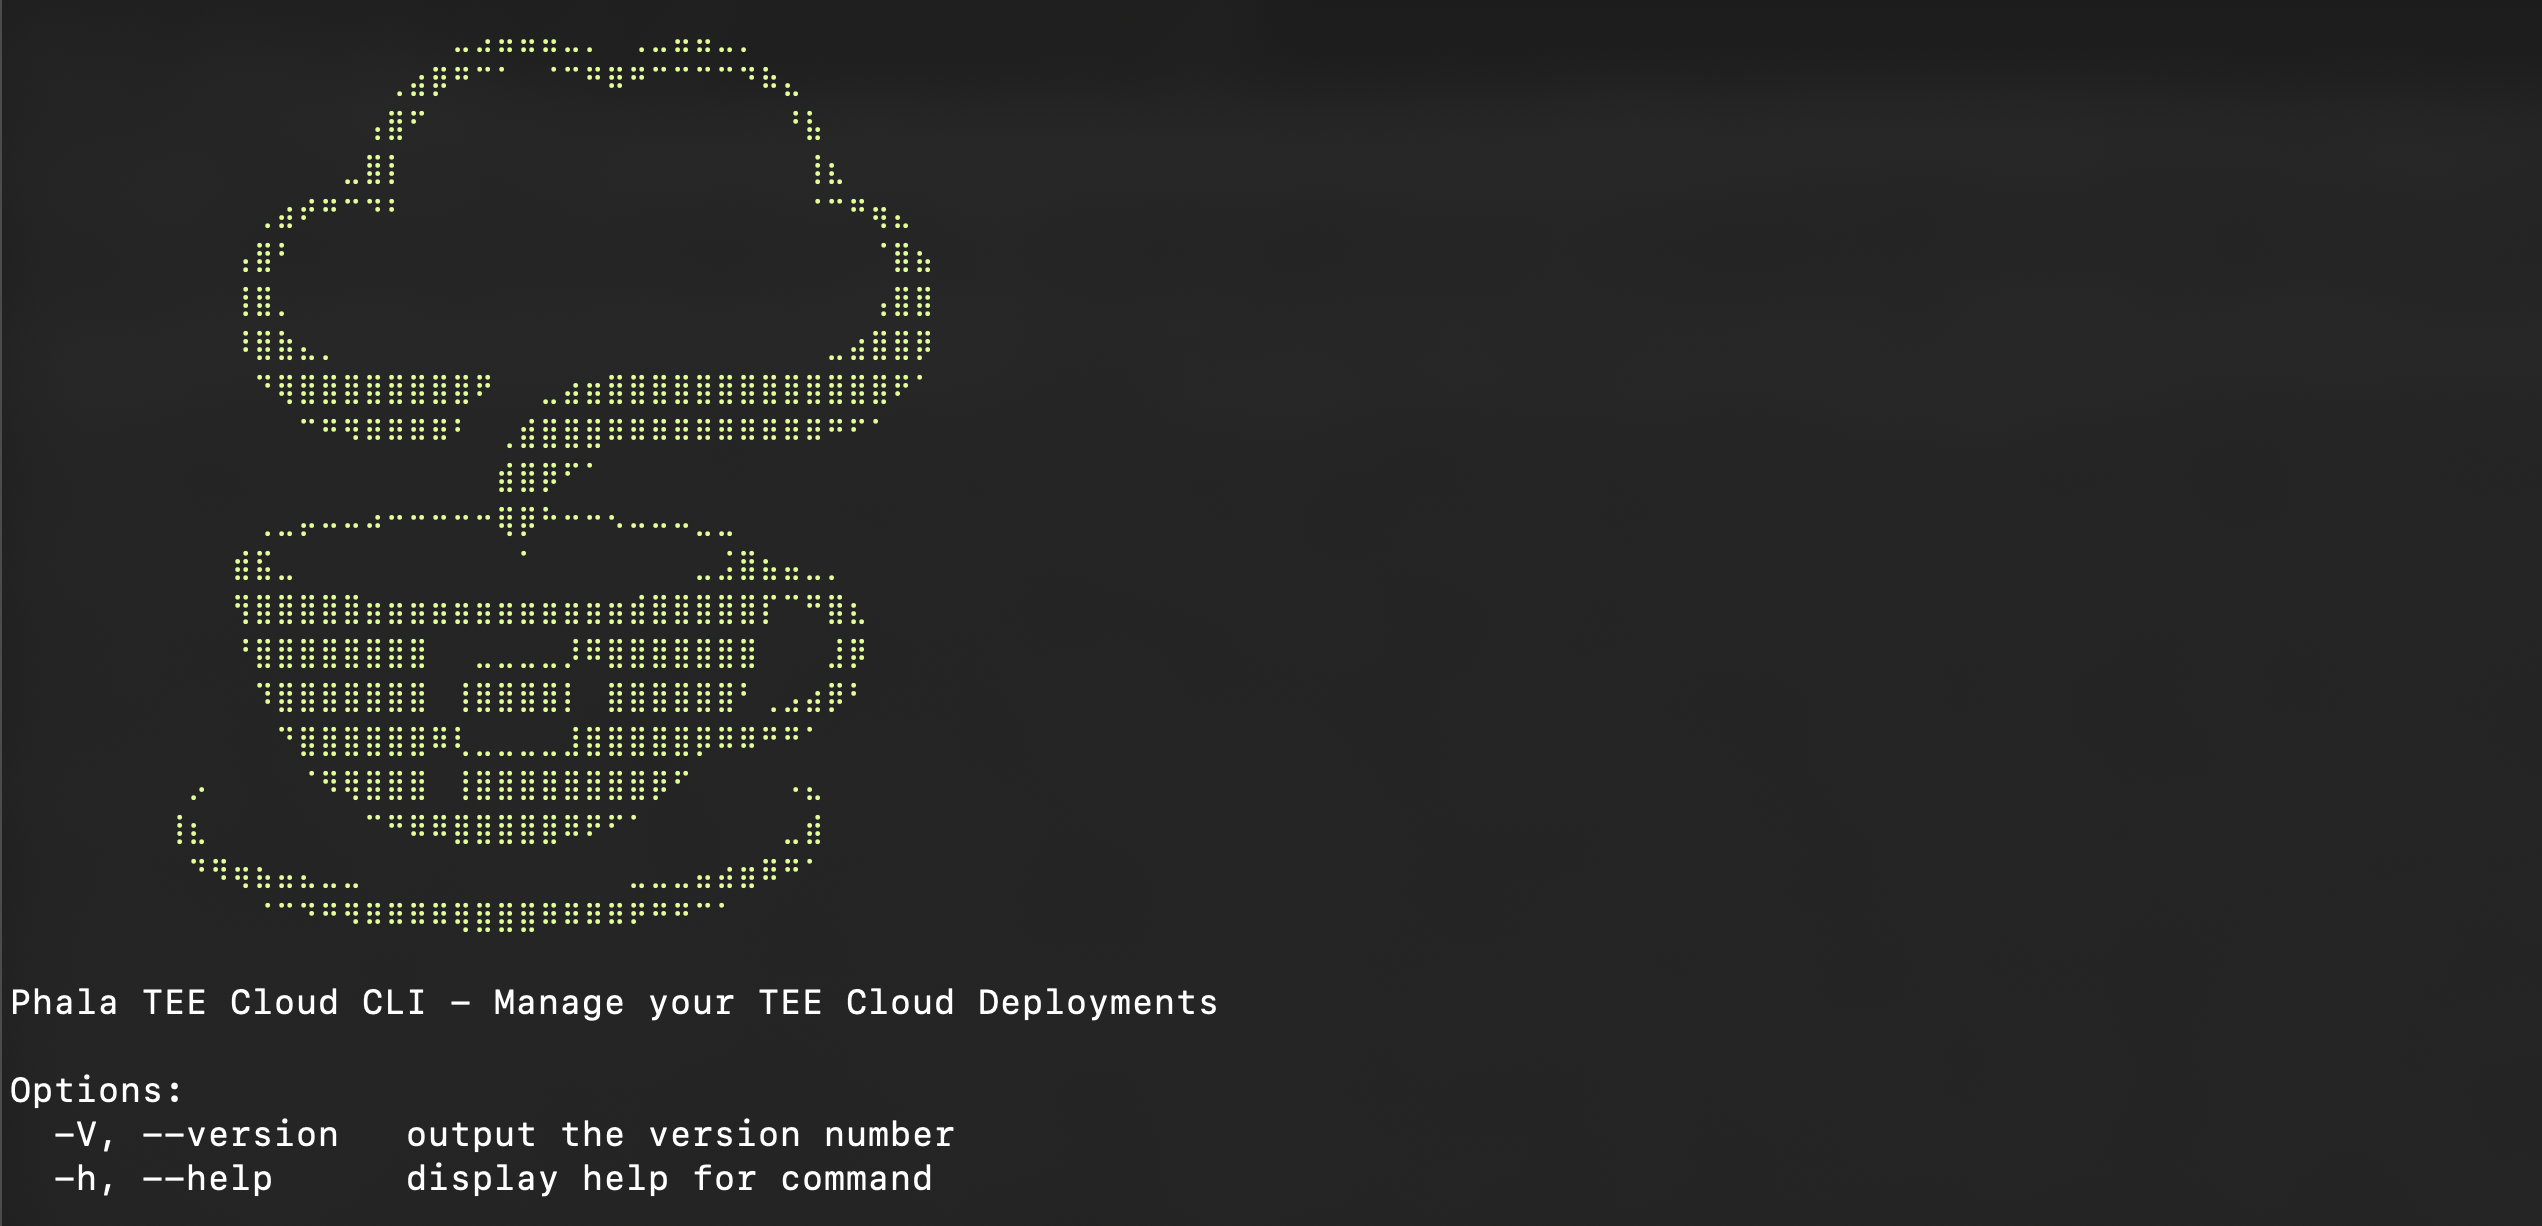 Phala TEE Cloud CLI – Manage your TEE Cloud Deployments
Options:
-V, --version output the version number
-h, --help display help for command